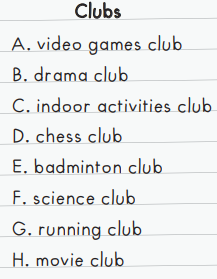 Clubs
A. video games club
B. drama club
C. indoor activities club
D. chess club
E. badminton club
F. science club
G. running club
H. movie club